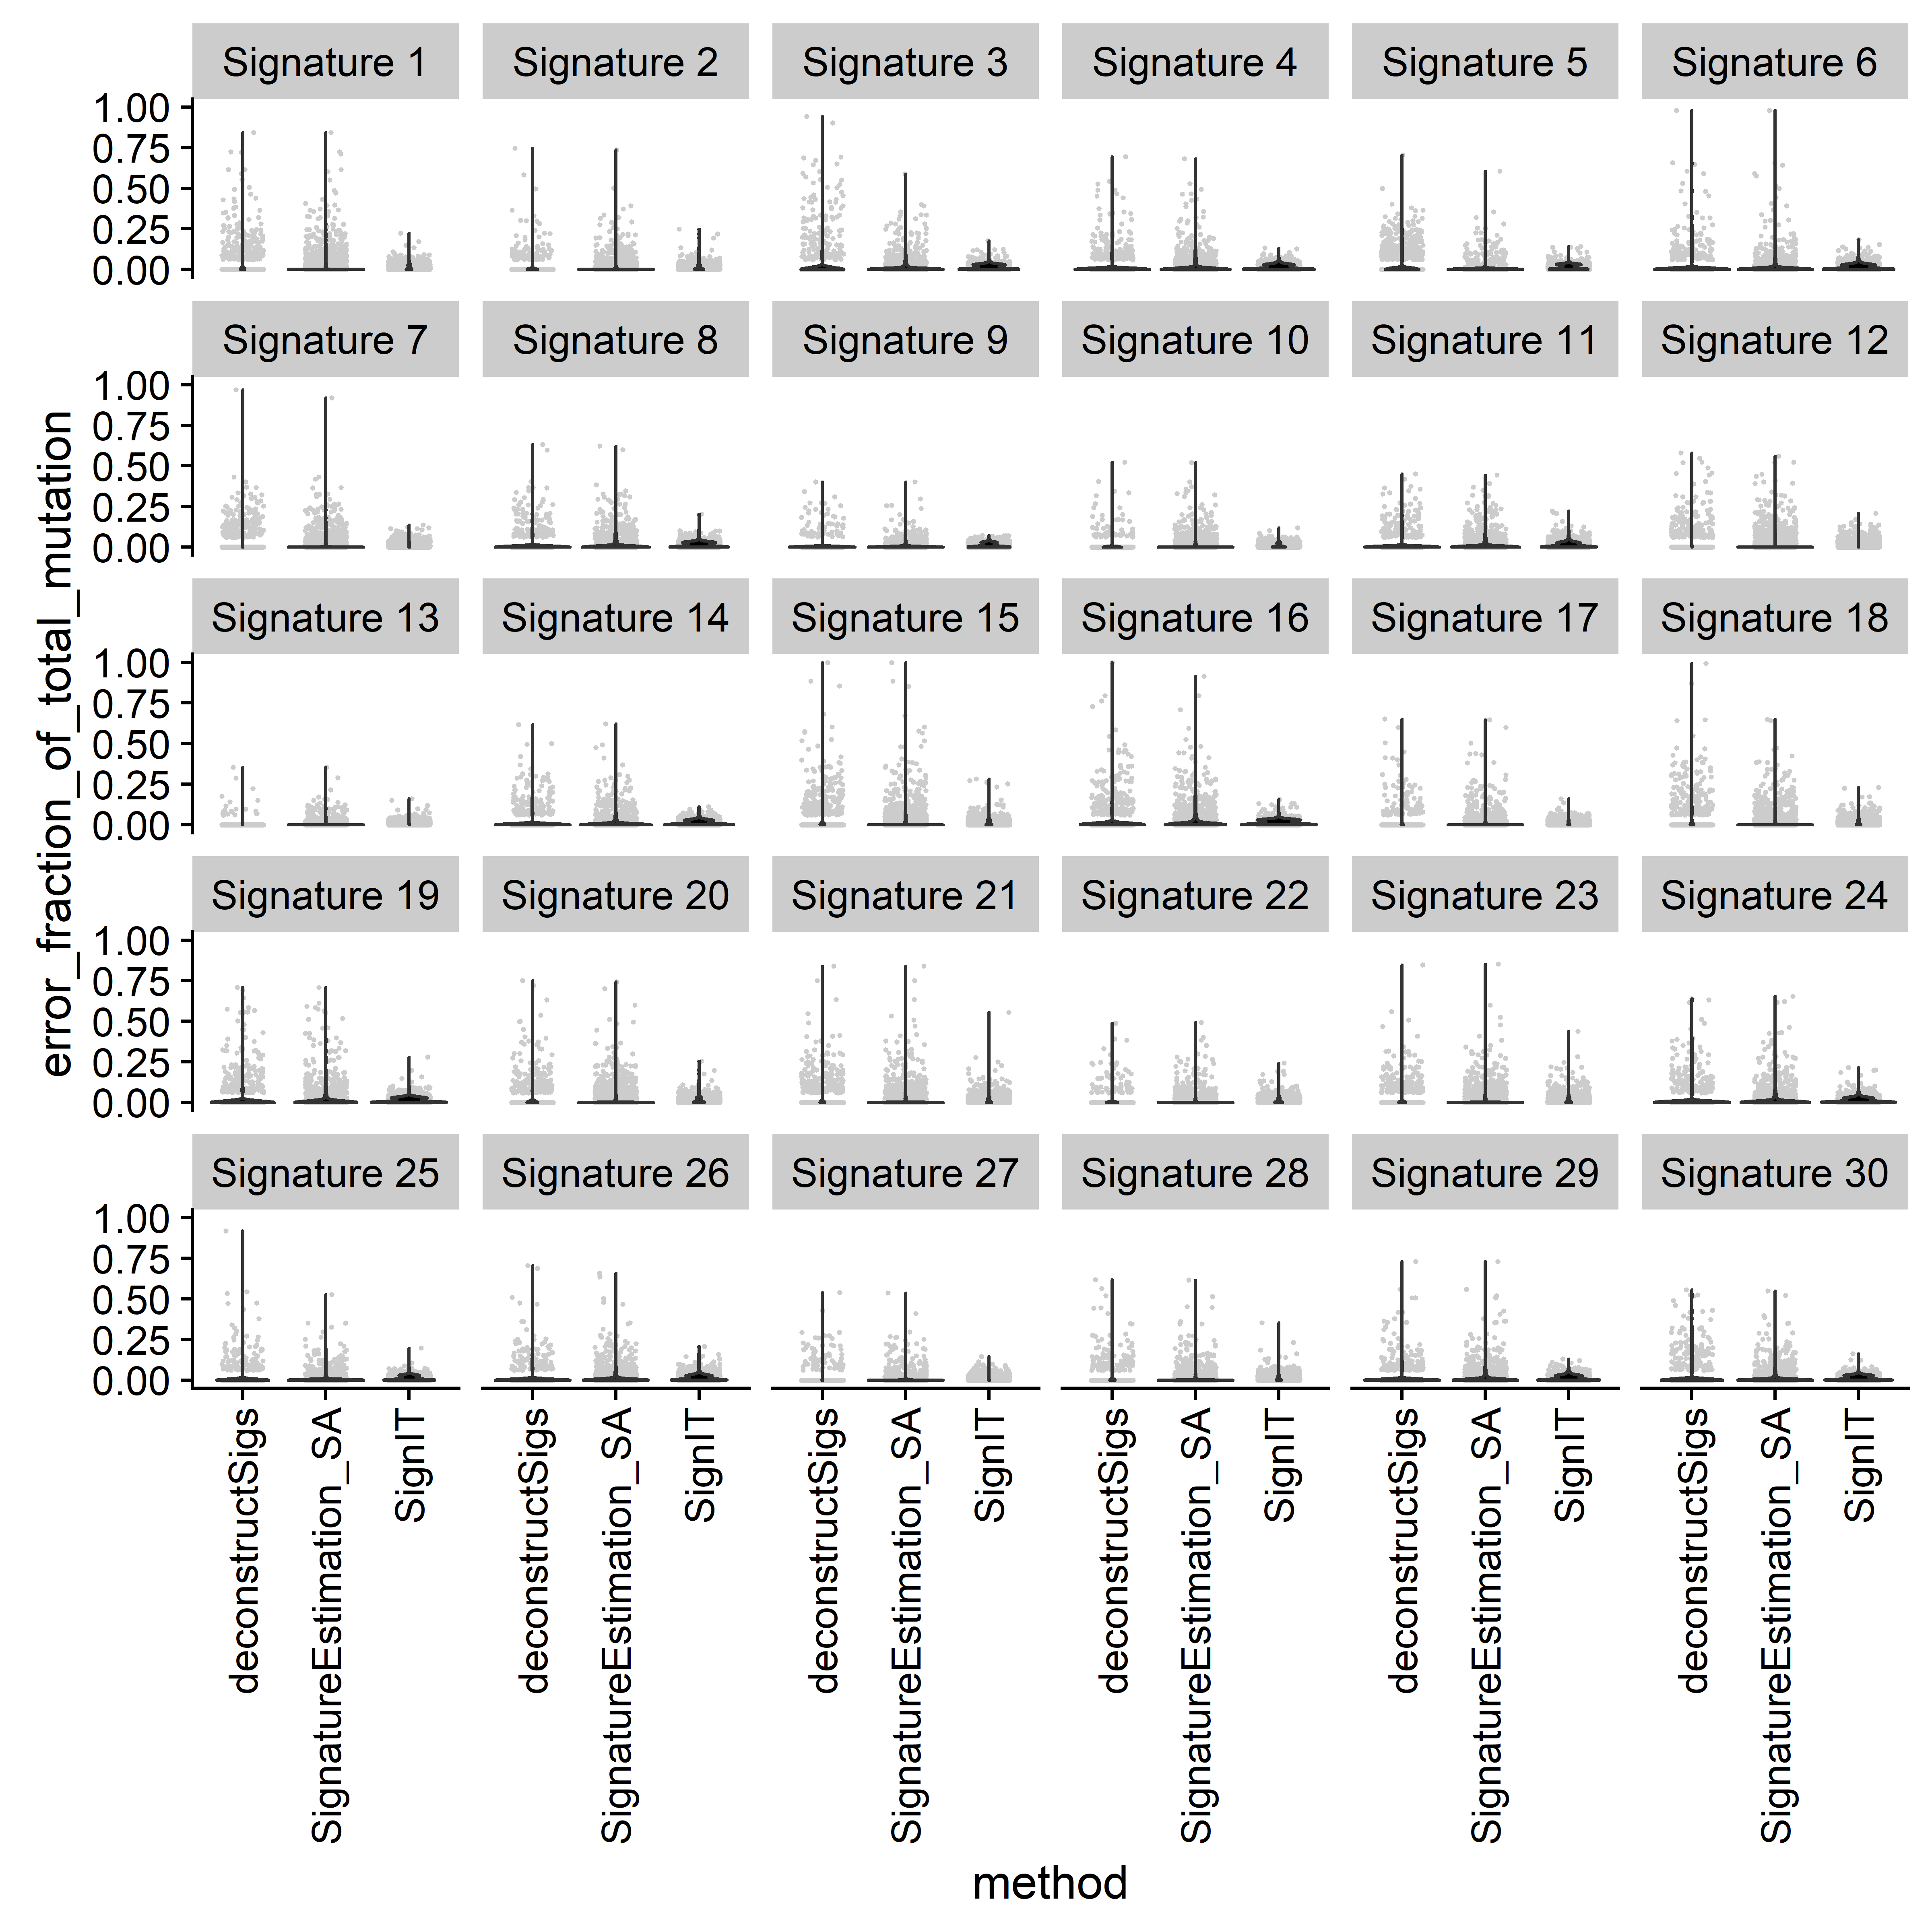 Signature 1 Signature 2 Signature 3 Signature 4 Signature 5 Signature 6
1.00
0.75
0.50
0.25
0.00
Signature 7 Signature 8 Signature 9 Signature 10 Signature 11 Signature 12
1.00
0.75
0.50
0.25
0.00
Signature 13 Signature 14 Signature 15 Signature 16 Signature 17 Signature 18
1.00
0.75
0.50
0.25
0.00
Signature 19 Signature 20 Signature 21 Signature 22 Signature 23 Signature 24
1.00
0.75
0.50
0.25
0.00
Signature 25 Signature 26 Signature 27 Signature 28 Signature 29 Signature 30
1.00
0.75
0.50
0.25
0.00
error_fraction_of_total_mutation
deconstructSigs
SignatureEstimation_SA
SignIT
deconstructSigs
SignatureEstimation_SA
SignIT
deconstructSigs
SignatureEstimation_SA
SignIT
deconstructSigs
SignatureEstimation_SA
SignIT
deconstructSigs
SignatureEstimation_SA
SignIT
deconstructSigs
SignatureEstimation_SA
SignIT
method